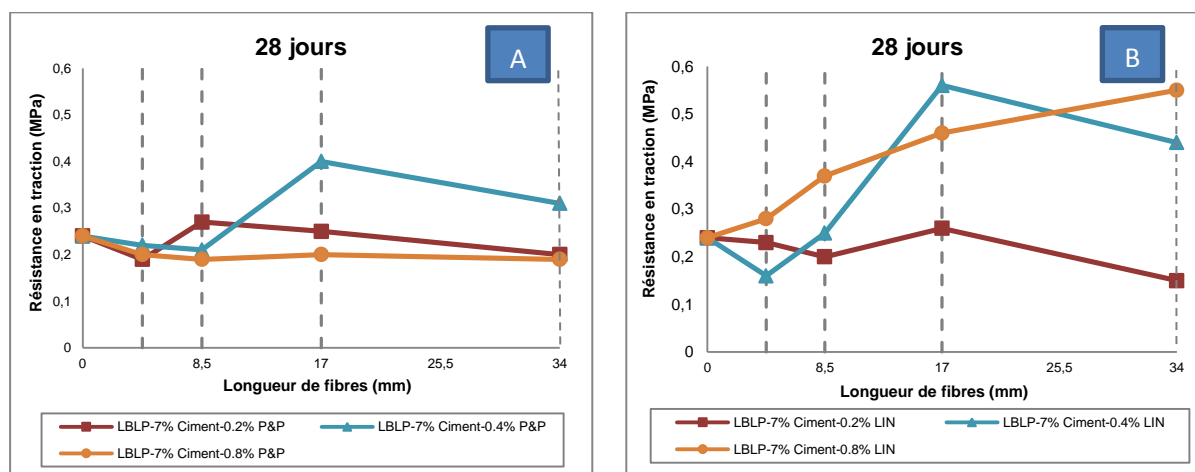 28 jours
A
Résistance en traction (MPa)
0,6
0,5
0,4
0,3
0,2
0,1
0
0 8,5 17 25,5 34
Longueur de fibres (mm)
LBLP-7% Ciment-0.2% P&P LBLP-7% Ciment-0.4% P&P
LBLP-7% Ciment-0.8% P&P
28 jours
B
Résistance en traction (MPa)
0,6
0,5
0,4
0,3
0,2
0,1
0
0 8,5 17 25,5 34
Longueur de fibres (mm)
LBLP-7% Ciment-0.2% LIN LBLP-7% Ciment-0.4% LIN
LBLP-7% Ciment-0.8% LIN